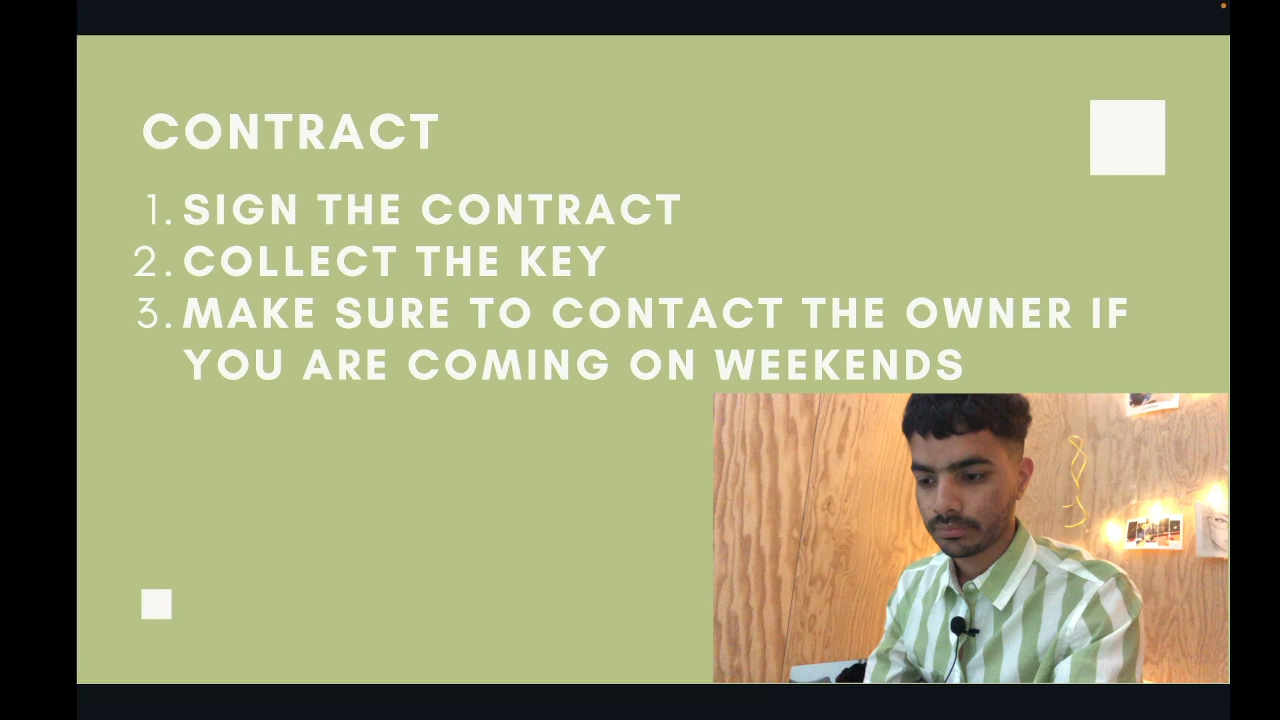 CONTRACT
1. SIGN THE CONTRACT
2. COLLECT THE KEY
3. MAKE SURE TO CONTACT THE OWNER IF
YOU ARE COMING ON WEEKENDS